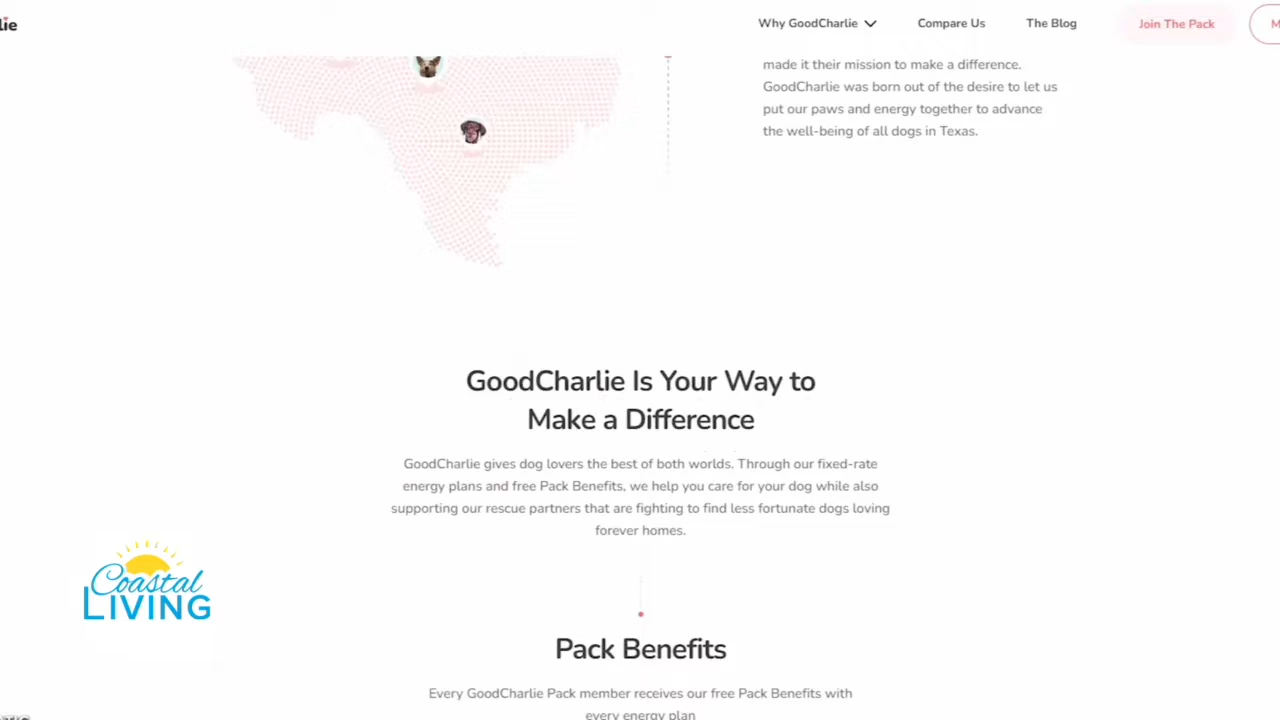 lie
Why GoodCharlie
Compare Us
The Blog
Join The Pack
M
made it their mission to make a difference.
GoodCharlie was born out of the desire to let us
put our paws and energy together to advance
the well-being of all dogs in Texas.
GoodCharlie Is Your Way to
Make a Difference
GoodCharlie gives dog lovers the best of both worlds. Through our fixed-rate
energy plans and free Pack Benefits, we help you care for your dog while also
supporting our rescue partners that are fighting to find less fortunate dogs loving
forever homes.
Coastal
LIVING
Pack Benefits
Every GoodCharlie Pack member receives our free Pack Benefits with
every energy plan